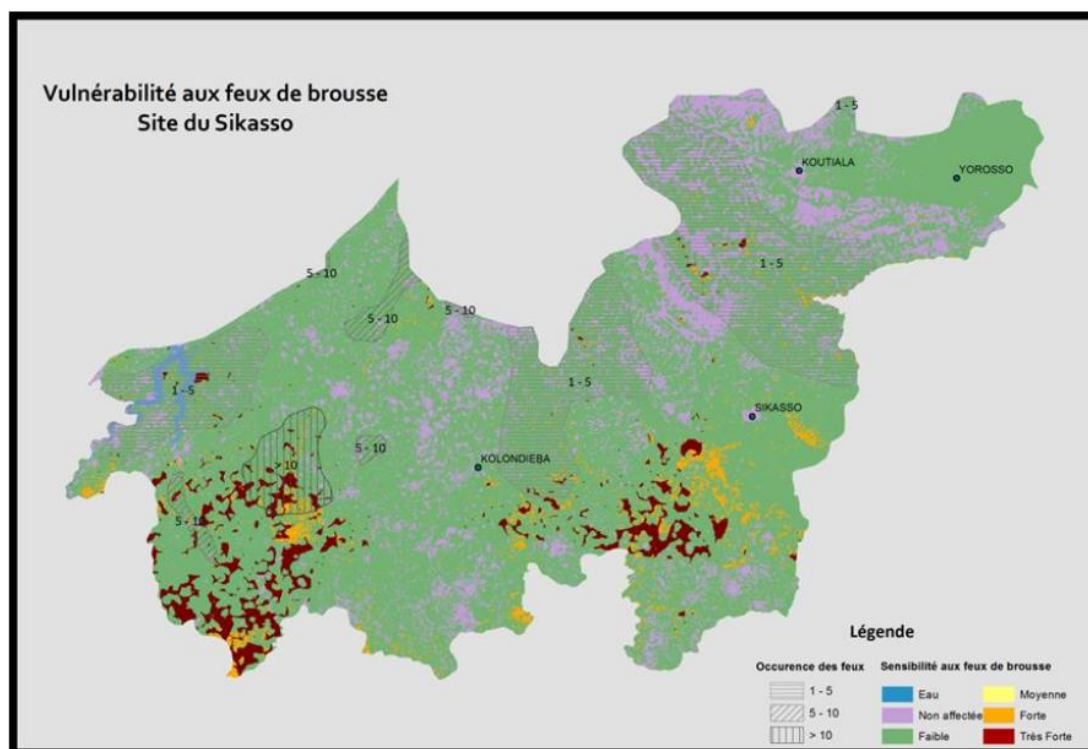 Vulnérabilité aux feux de brousse
Site du Sikasso
1 - 5
KOUTIALA
YOROSSO
1 - 5
5 - 10
5 - 10
5 - 10
1 - 5
1 - 5
SIKASSO
5 - 10
KOLONDIEBA
> 10
5 - 10
Légende
Occurence des feux
1 - 5
5 - 10
> 10
Sensibilité aux feux de brousse
Eau
Non affectée
Faible
Moyenne
Forte
Très Forte